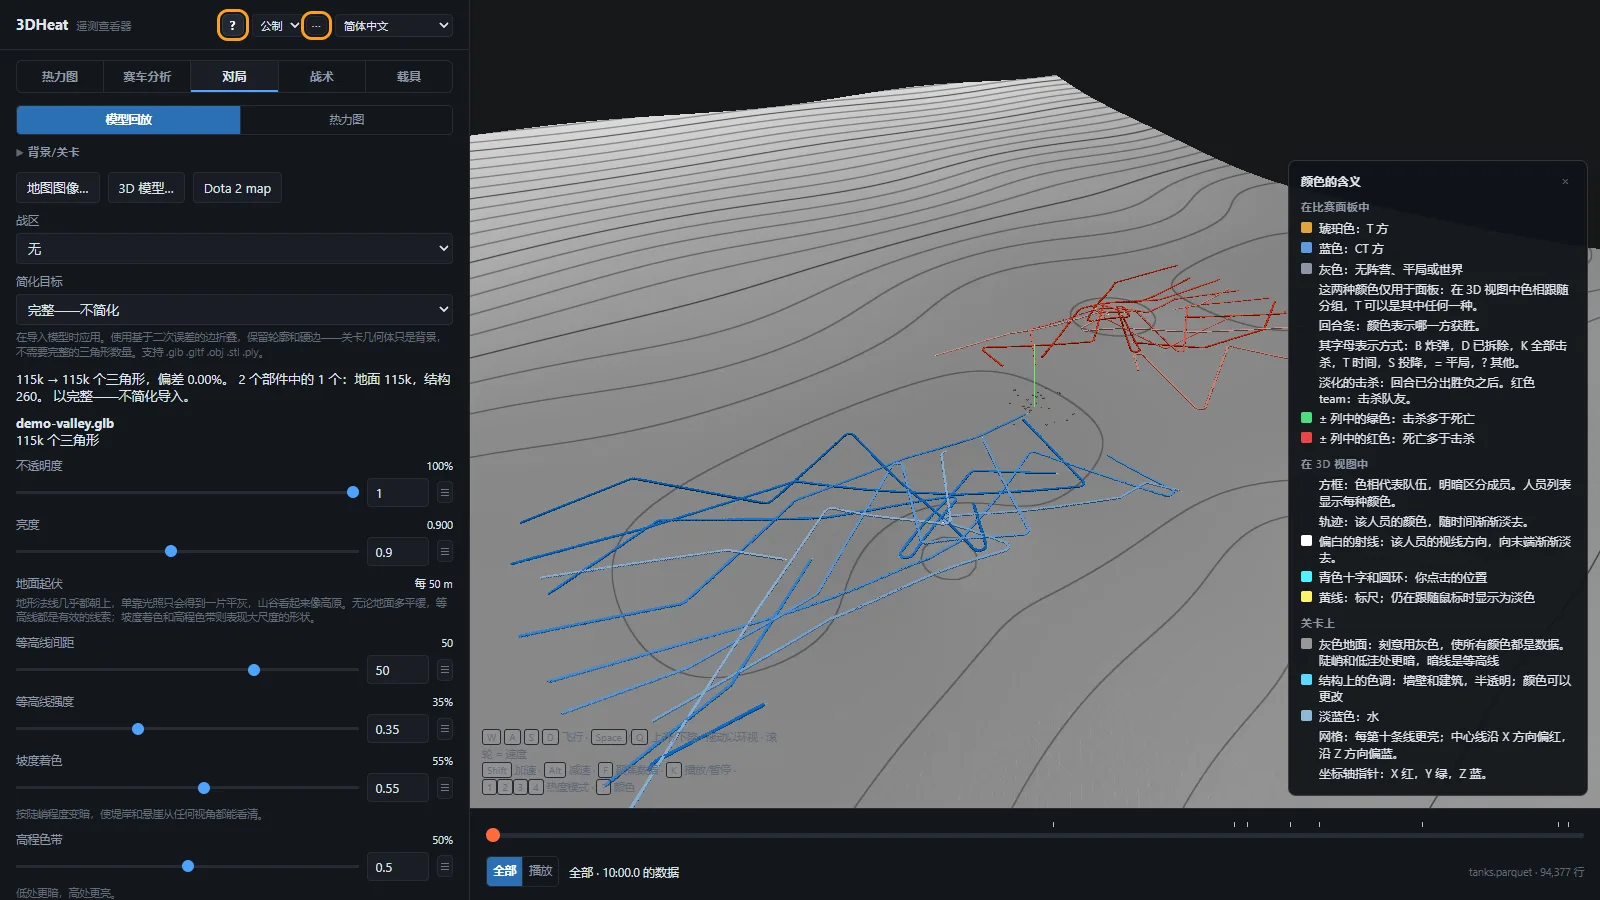 3DHeat 遥测查看器
? 公制 ... 简体中文
热力图 赛车分析 对局 战术 载具
模型回放 热力图
背景/关卡
地图图像... 3D 模型... Dota 2 map
战区
无
简化目标
完整——不简化
在导入模型时应用。使用基于二次误差的边折叠，保留轮廓和硬边——关卡几何体只是背景，
不需要完整的三角形数量。支持 .glb .gltf .obj .stl .ply。
115k → 115k 个三角形，偏差 0.00%。 2 个部件中的 1 个：地面 115k，结构
260。 以完整——不简化导入。
demo-valley.glb
115k 个三角形
不透明度 100%
1
亮度 0.900
0.9
地面起伏 每 50 m
地形法线几乎都朝上，单靠光照只会得到一片平灰，山谷看起来像高原。无论地面多平缓，等
高线都是有效的线索；坡度着色和高程色带则表现大尺度的形状。
等高线间距 50
50
等高线强度 35%
0.35
坡度着色 55%
0.55
按陡峭程度变暗，使堤岸和悬崖从任何视角都能看清。
高程色带 50%
0.5
低处更暗，高处更亮。
W A S D 飞行 · Space Q 上 滚
轮 = 速度
Shift 加速 · Alt 减速 · F K 播放/暂停 ·
1 2 3 4 热度模式 · 颜色
颜色的含义 ×
在比赛面板中
琥珀色：T 方
蓝色：CT 方
灰色：无阵营、平局或世界
这两种颜色仅用于面板：在 3D 视图中色相跟随
分组，T 可以是其中任何一种。
回合条：颜色表示哪一方获胜。
其字母表示方式：B 炸弹，D 已拆除，K 全部击
杀，T 时间，S 投降，= 平局，? 其他。
淡化的击杀：回合已分出胜负之后。红色
team：击杀队友。
± 列中的绿色：击杀多于死亡
± 列中的红色：死亡多于击杀
在 3D 视图中
方框：色相代表队伍，明暗区分成员。人员列表
显示每种颜色。
轨迹：该人员的颜色，随时间渐渐淡去。
偏白的射线：该人员的视线方向，向末端渐渐淡
去。
青色十字和圆环：你点击的位置
黄线：标尺；仍在跟随鼠标时显示为淡色
关卡上
灰色地面：刻意用灰色，使所有颜色都是数据。
陡峭和低洼处更暗，暗线是等高线
结构上的色调：墙壁和建筑，半透明；颜色可以
更改
淡蓝色：水
网格：每第十条线更亮；中心线沿 X 方向偏红，
沿 Z 方向偏蓝。
坐标轴指针：X 红，Y 绿，Z 蓝。
全部 播放 全部 · 10:00.0 的数据
tanks.parquet · 94,377 行